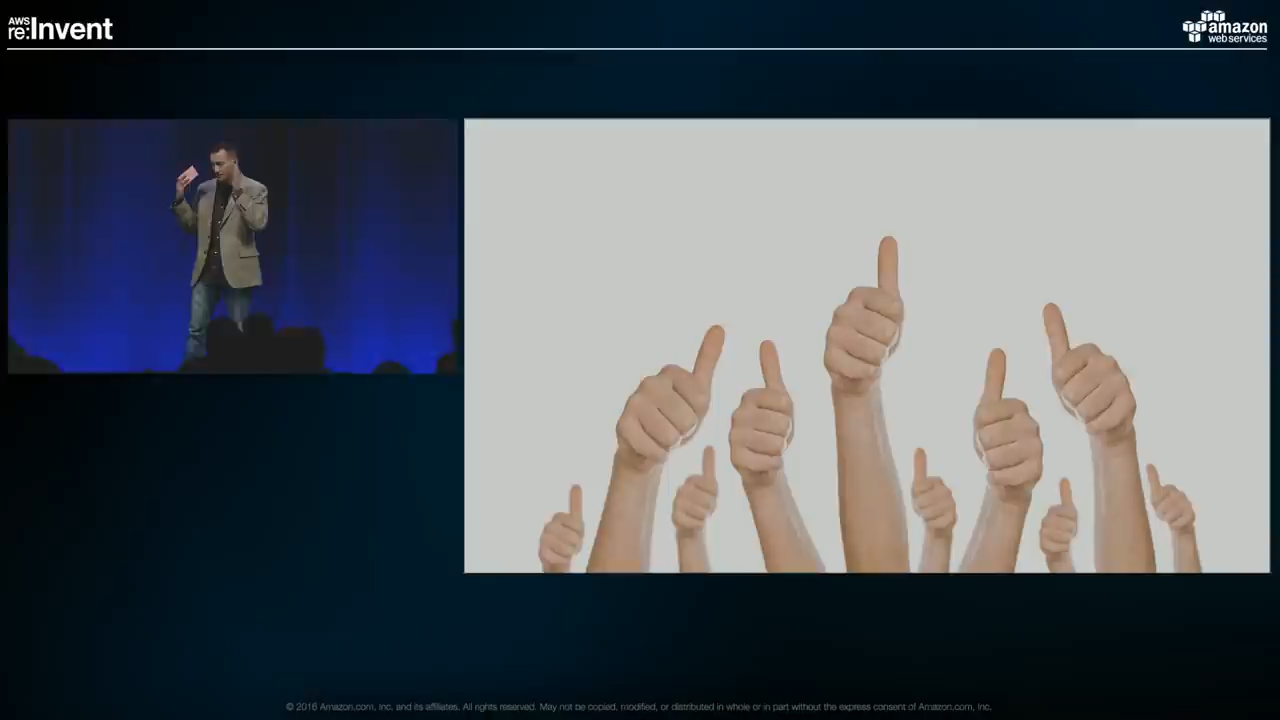 AWS
re:Invent
amazon
web services
© 2016 Amazon.com, Inc. and its affiliates. All rights reserved. May not be copied, modified, or distributed in whole or in part without the express consent of Amazon.com, Inc.